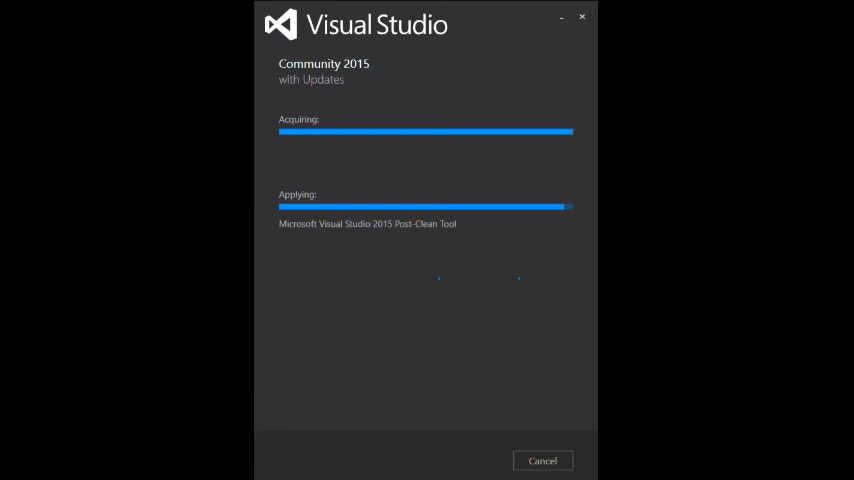 Visual Studio
Community 2015
with Updates
Acquiring:
Applying:
Microsoft Visual Studio 2015 Post-Clean Tool
Cancel